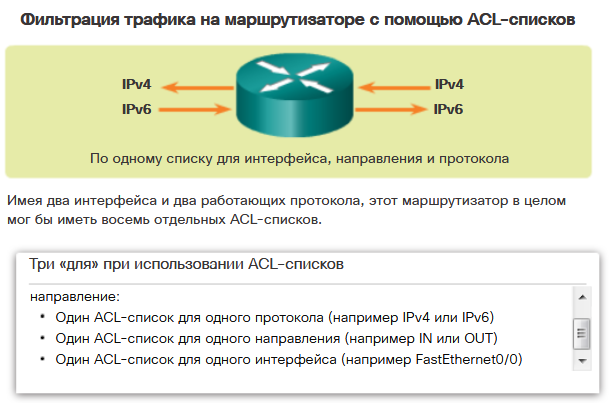 Фильтрация трафика на маршрутизаторе с помощью ACL-списков
IPv4 IPv4
IPv6 IPv6
По одному списку для интерфейса, направления и протокола
Имея два интерфейса и два работающих протокола, этот маршрутизатор в целом
мог бы иметь восемь отдельных ACL-списков.
Три «для» при использовании ACL-списков
направление:
• Один ACL-список для одного протокола (например IPv4 или IPv6)
• Один ACL-список для одного направления (например IN или OUT)
• Один ACL-список для одного интерфейса (например FastEthernet0/0)